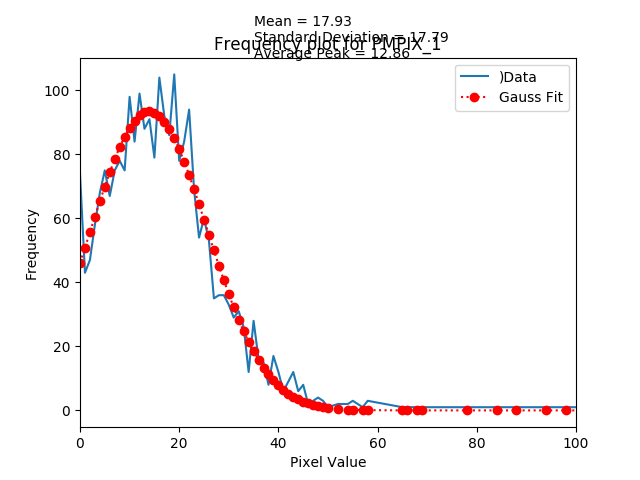 Mean = 17.93
Standard Deviation = 17.79
Frequency plot for PMPIX_1
Average Peak = 12.86
)Data
Gauss Fit
100
80
60
40
20
0
Frequency
0 20 40 60 80 100
Pixel Value